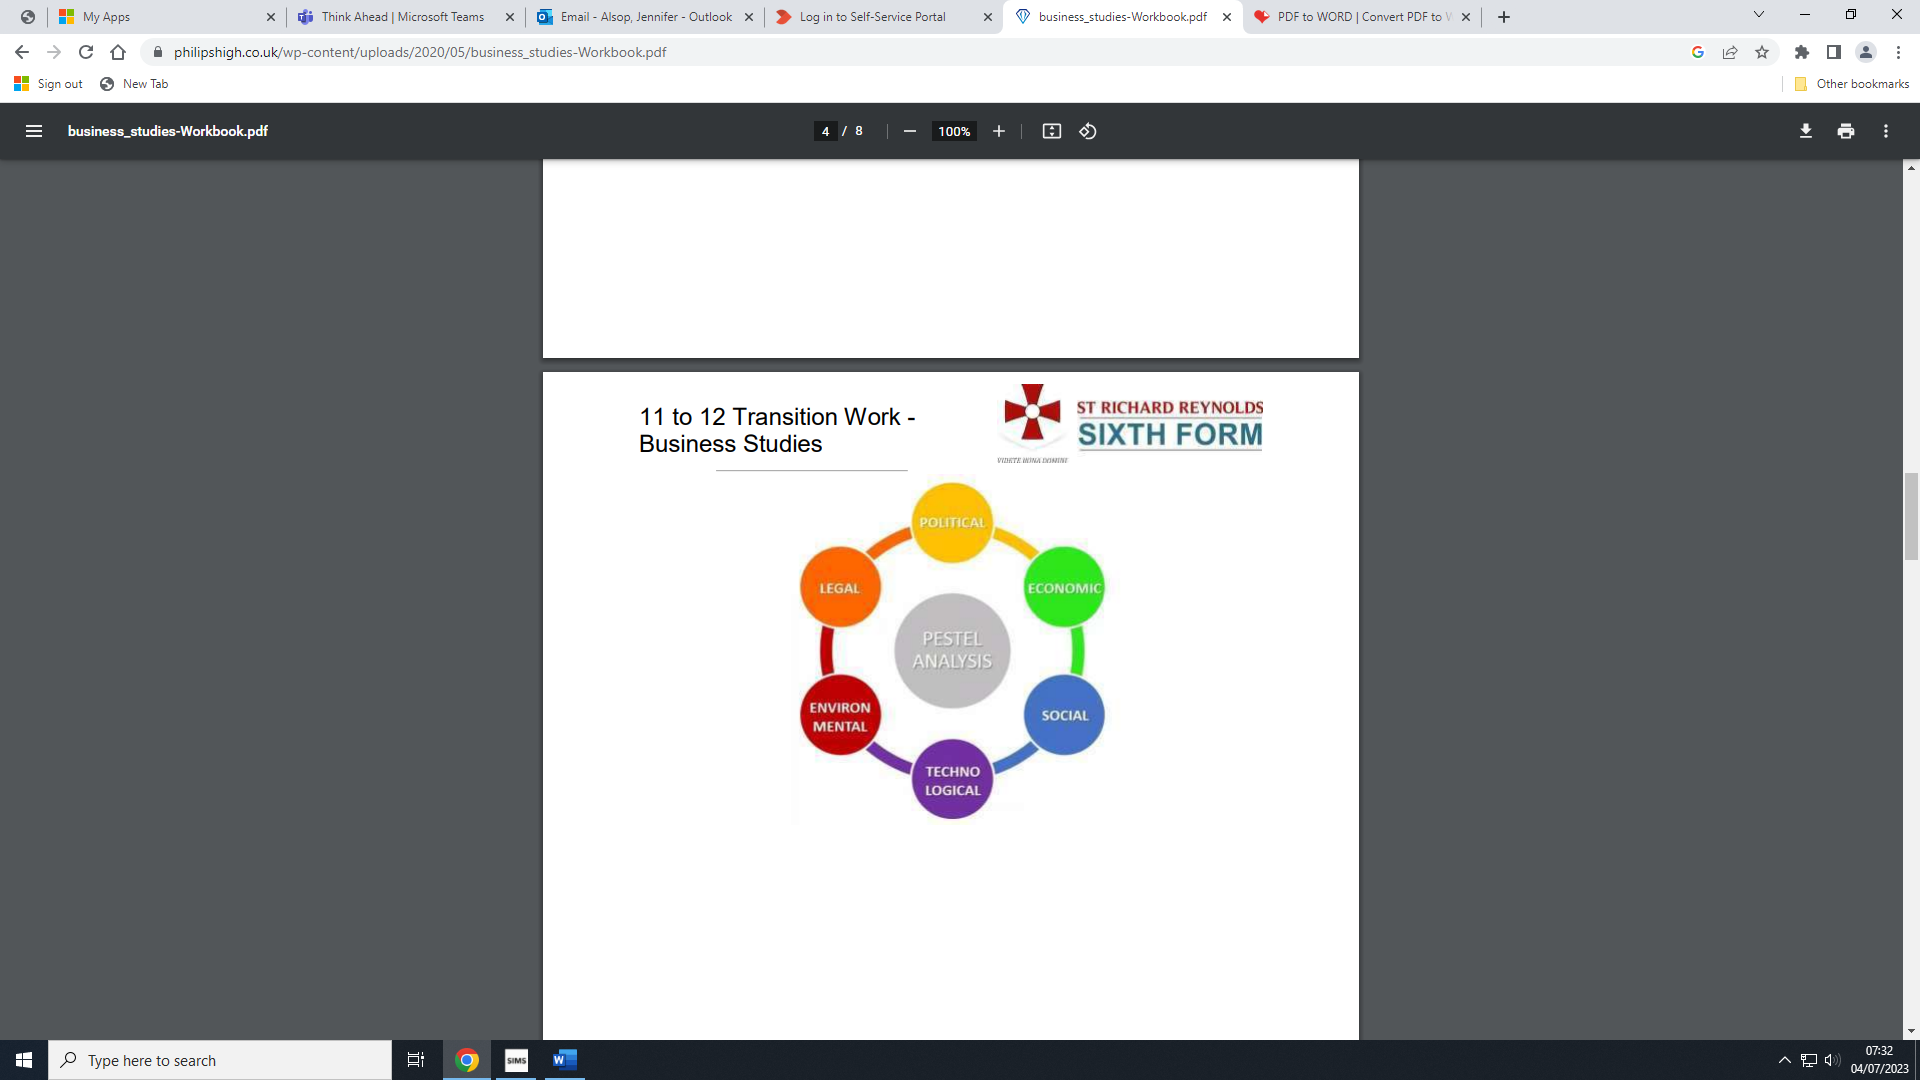 My Apps
Think Ahead | Microsoft Teams
Email - Alsop, Jennifer - Outlook
Log in to Self-Service Portal
business_studies-Workbook.pdf
PDF to WORD | Convert PDF to W
philipshigh.co.uk/wp-content/uploads/2020/05/business_studies-Workbook.pdf
Sign out
New Tab
Other bookmarks
business_studies-Workbook.pdf
4 / 8
100%
11 to 12 Transition Work -
Business Studies
ST RICHARD REYNOLDS
SIXTH FORM
VIDETE BONA DOMINI
POLITICAL
LEGAL
ECONOMIC
PESTEL
ANALYSIS
ENVIRON
MENTAL
SOCIAL
TECHNO
LOGICAL
Type here to search
SIMS
07:32
04/07/2023